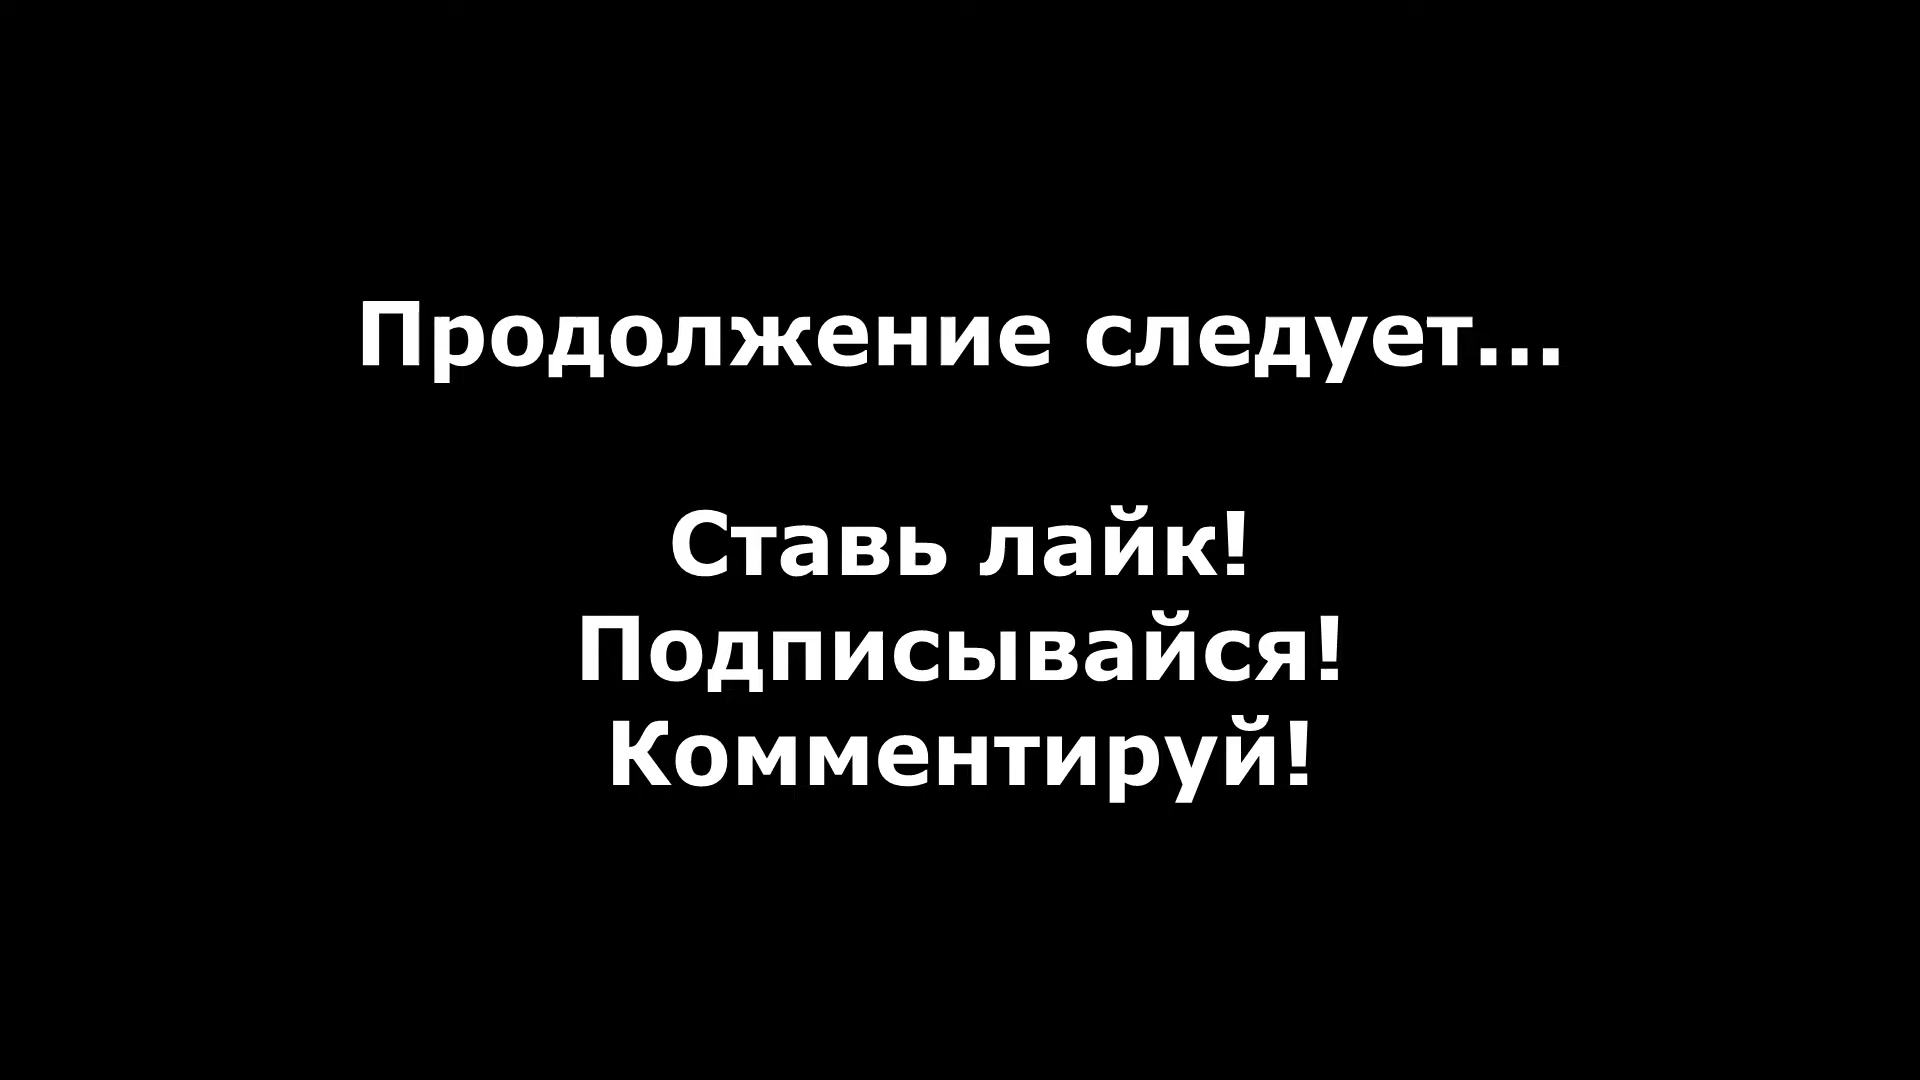 Продолжение следует...
Ставь лайк!
Подписывайся!
Комментируй!